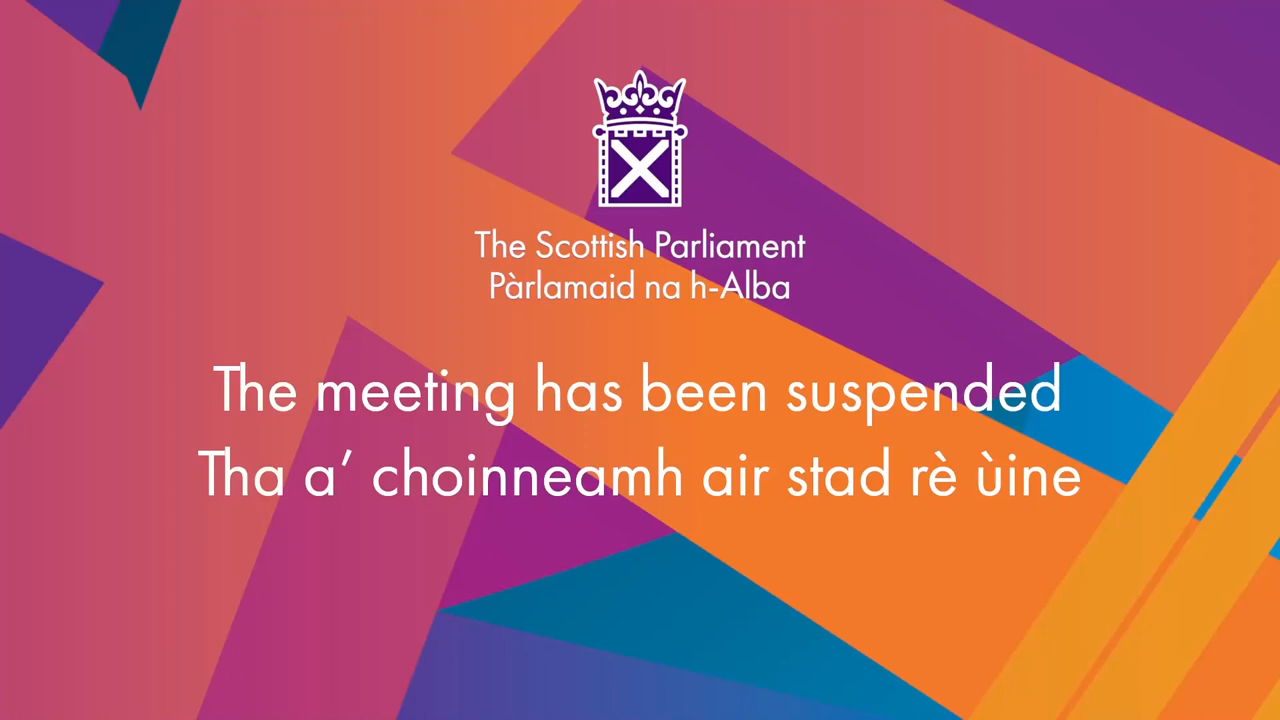 The Scottish Parliament
Pàrlamaid na h-Alba
The meeting has been suspended
Tha a’ choinneamh air stad rè ùine